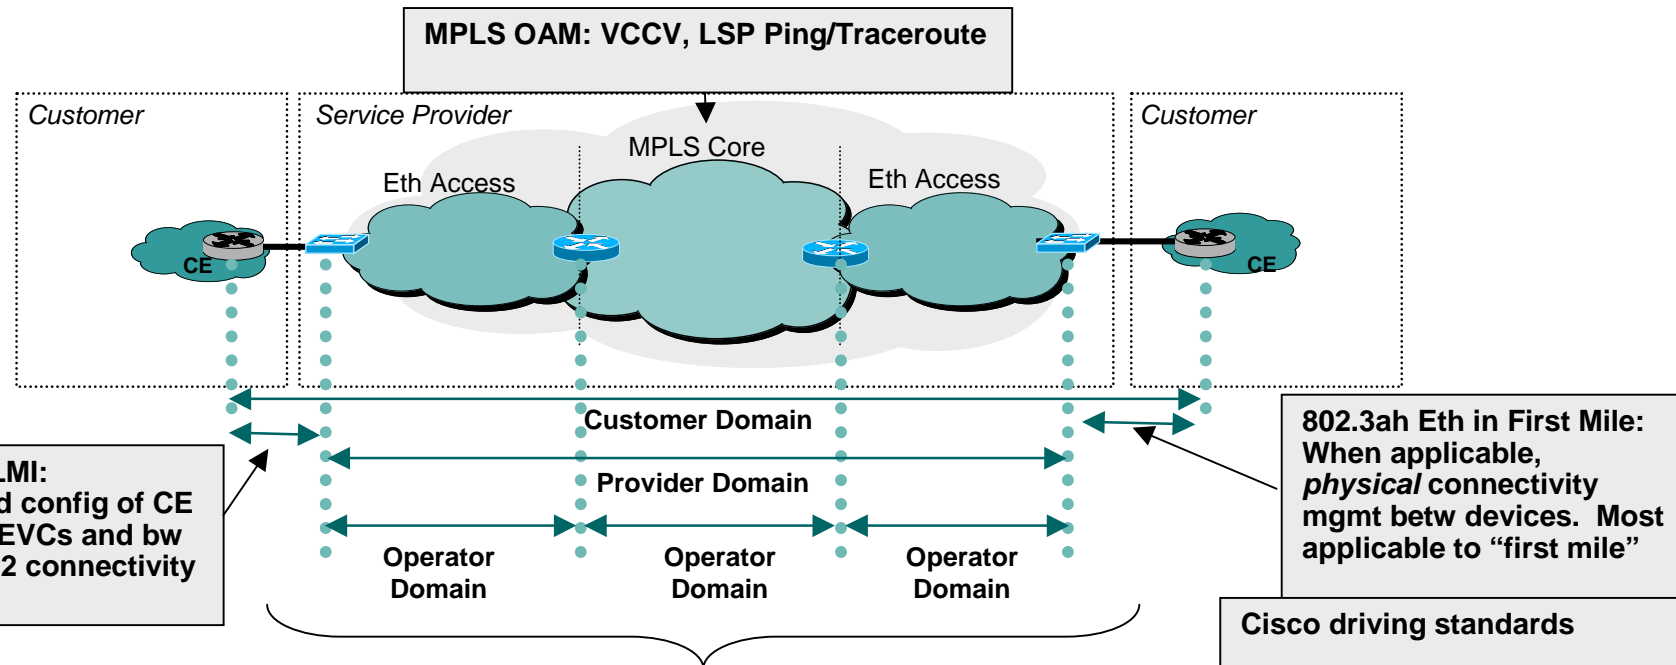 MPLS OAM: VCCV, LSP Ping/Traceroute
Customer
Service Provider
Customer
MPLS Core
Eth Access
Eth Access
CE
CE
Customer Domain
Provider Domain
Operator
Domain
Operator
Domain
Operator
Domain
LMI:
d config of CE
EVCs and bw
2 connectivity
802.3ah Eth in First Mile:
When applicable,
physical connectivity
mgmt betw devices.  Most
applicable to “first mile”
Cisco driving standards